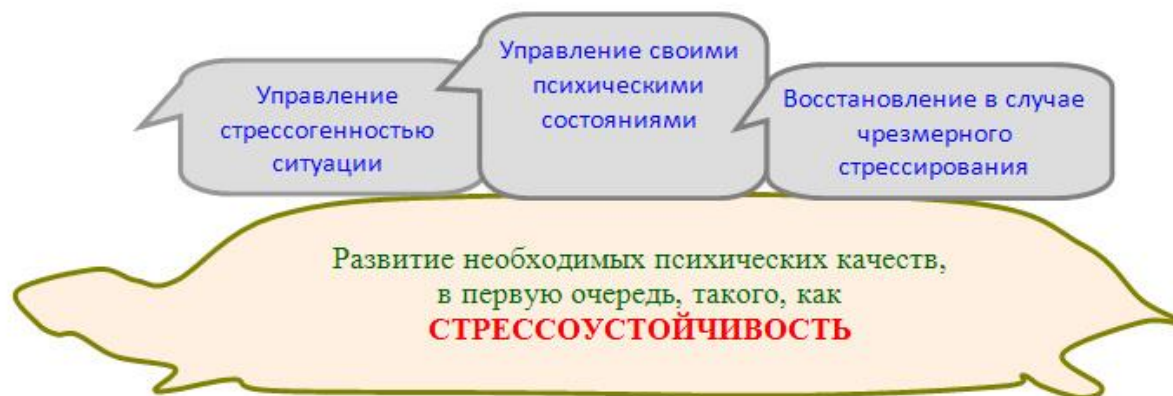 Управление
стрессогенностью
ситуации
Управление своими
психическими
состояниями
Восстановление в случае
чрезмерного
стрессирования
Развитие необходимых психических качеств,
в первую очередь, такого, как
СТРЕССОУСТОЙЧИВОСТЬ